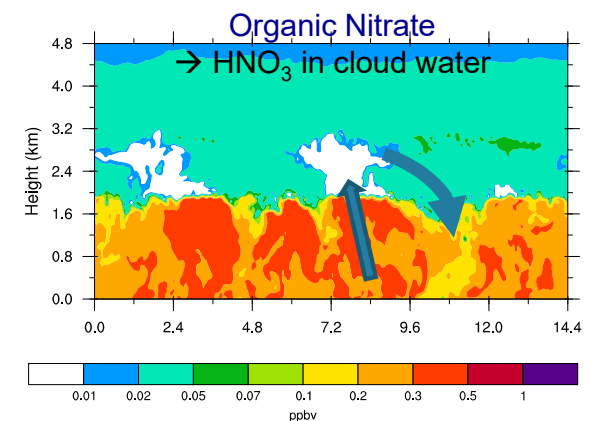 Organic Nitrate
→ HNO₃ in cloud water
4.8
4.0
3.2
2.4
1.6
0.8
0.0
Height (km)
0.0 2.4 4.8 7.2 9.6 12.0 14.4
0.01 0.02 0.05 0.07 0.1 0.2 0.3 0.5 1
ppbv